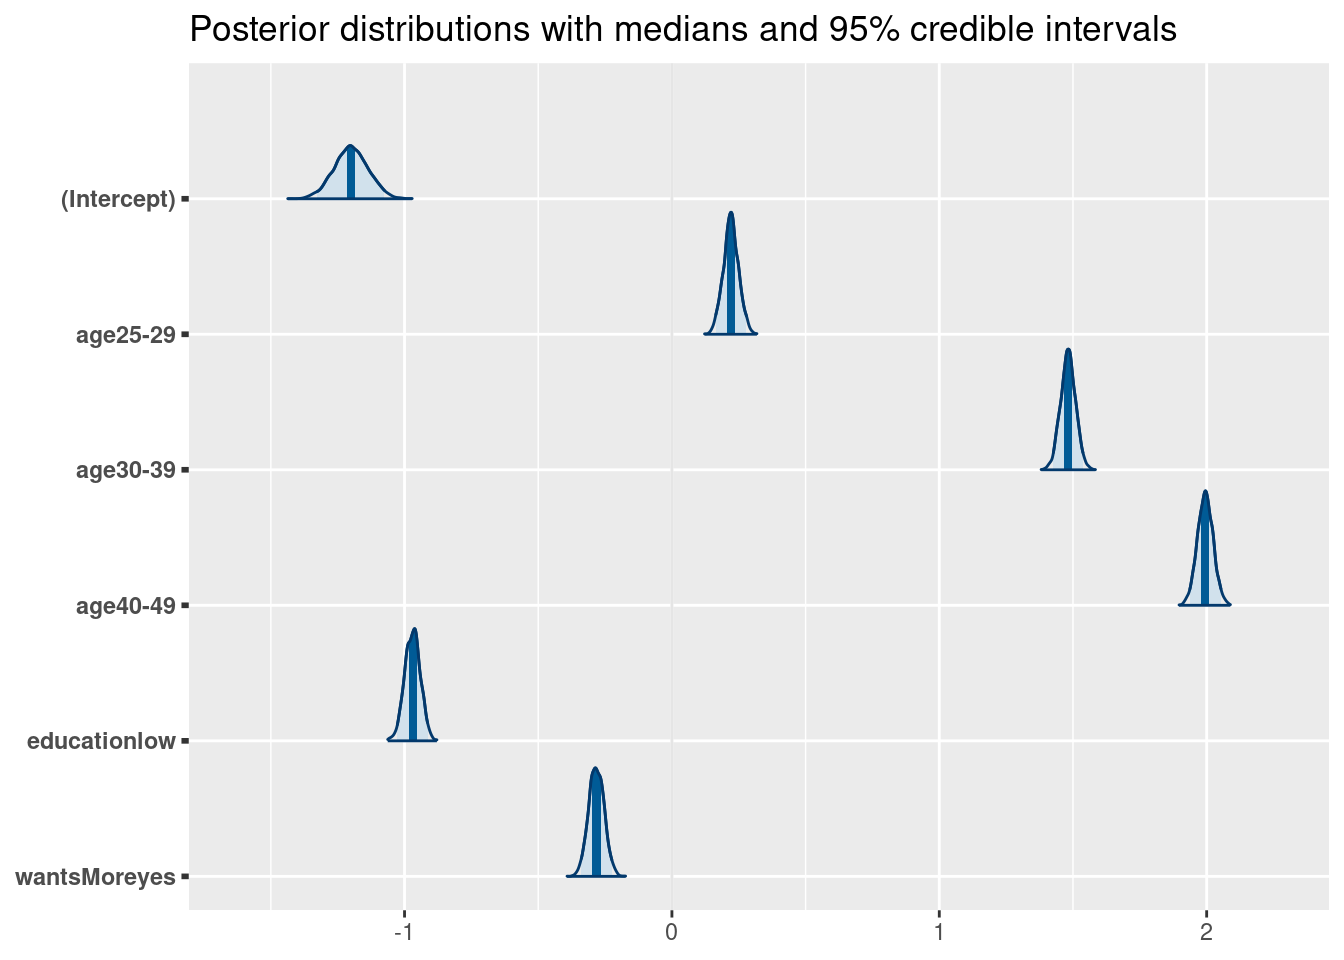 Posterior distributions with medians and 95% credible intervals
(Intercept)
age25-29
age30-39
age40-49
educationlow
wantsMoreyes
-1 0 1 2